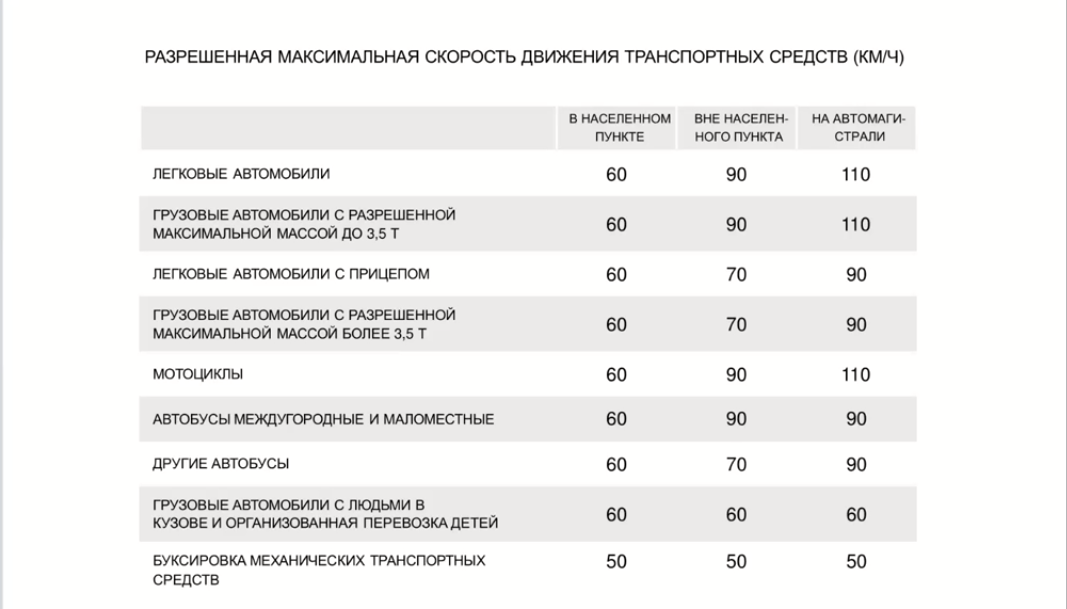 РАЗРЕШЕННАЯ МАКСИМАЛЬНАЯ СКОРОСТЬ ДВИЖЕНИЯ ТРАНСПОРТНЫХ СРЕДСТВ (КМ/Ч)
В НАСЕЛЕННОМ ВНЕ НАСЕЛЕН- НА АВТОМАГИ-
ПУНКТЕ НОГО ПУНКТА СТРАЛИ
ЛЕГКОВЫЕ АВТОМОБИЛИ 60 90 110
ГРУЗОВЫЕ АВТОМОБИЛИ С РАЗРЕШЕННОЙ
МАКСИМАЛЬНОЙ МАССОЙ ДО 3,5 Т 60 90 110
ЛЕГКОВЫЕ АВТОМОБИЛИ С ПРИЦЕПОМ 60 70 90
ГРУЗОВЫЕ АВТОМОБИЛИ С РАЗРЕШЕННОЙ
МАКСИМАЛЬНОЙ МАССОЙ БОЛЕЕ 3,5 Т 60 70 90
МОТОЦИКЛЫ 60 90 110
АВТОБУСЫ МЕЖДУГОРОДНЫЕ И МАЛОМЕСТНЫЕ 60 90 90
ДРУГИЕ АВТОБУСЫ 60 70 90
ГРУЗОВЫЕ АВТОМОБИЛИ С ЛЮДЬМИ В
КУЗОВЕ И ОРГАНИЗОВАННАЯ ПЕРЕВОЗКА ДЕТЕЙ 60 60 60
БУКСИРОВКА МЕХАНИЧЕСКИХ ТРАНСПОРТНЫХ 50 50 50
СРЕДСТВ